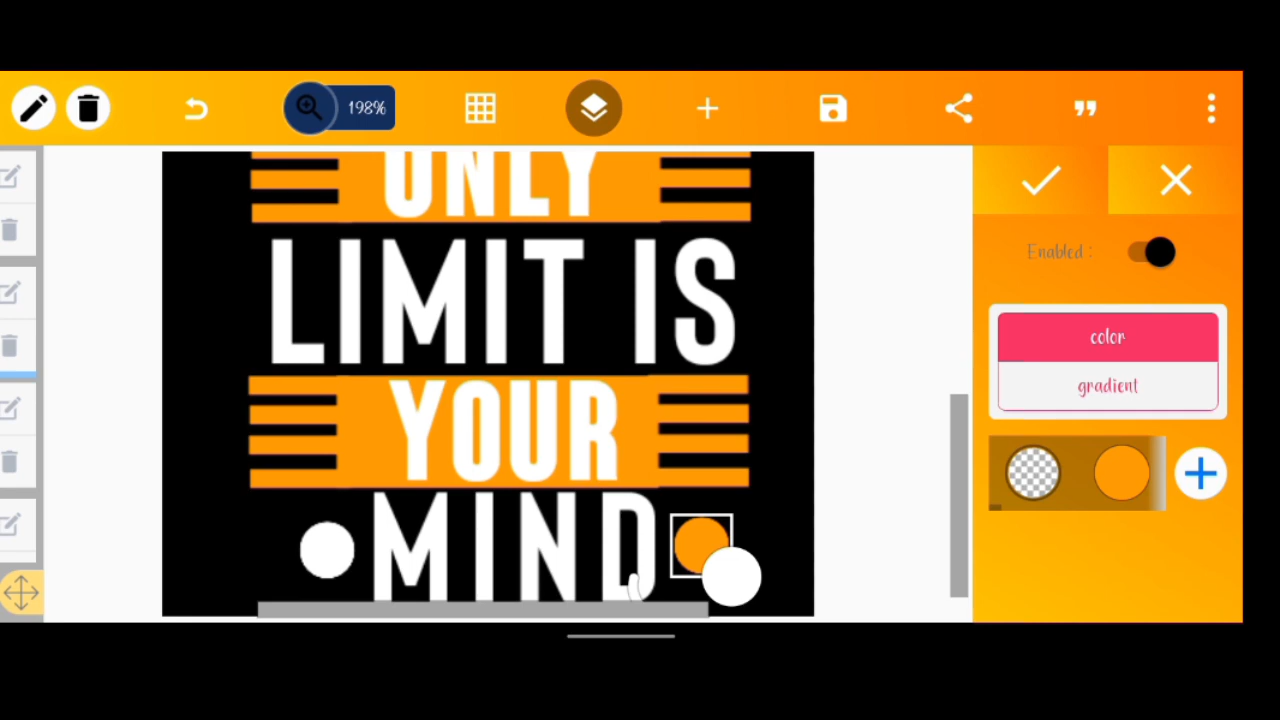 198%
ONLY
LIMIT IS
YOUR
MIND
Enabled :
color
gradient